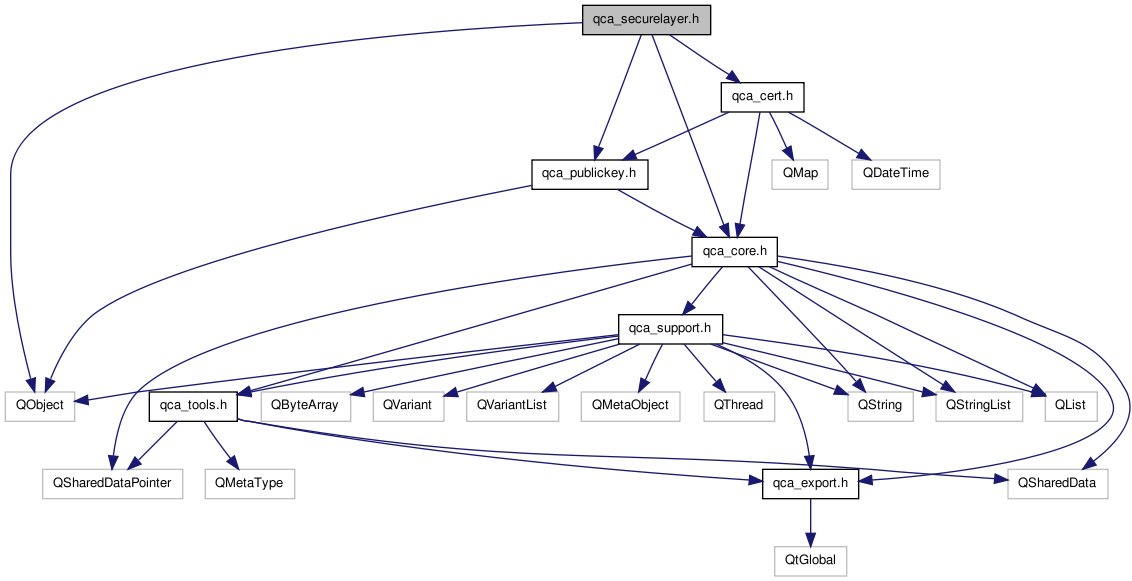 qca_securelayer.h
qca_cert.h
qca_publickey.h
QMap
QDateTime
qca_core.h
qca_support.h
QObject
qca_tools.h
QByteArray
QVariant
QVariantList
QMetaObject
QThread
QString
QStringList
QList
QSharedDataPointer
QMetaType
qca_export.h
QSharedData
QtGlobal